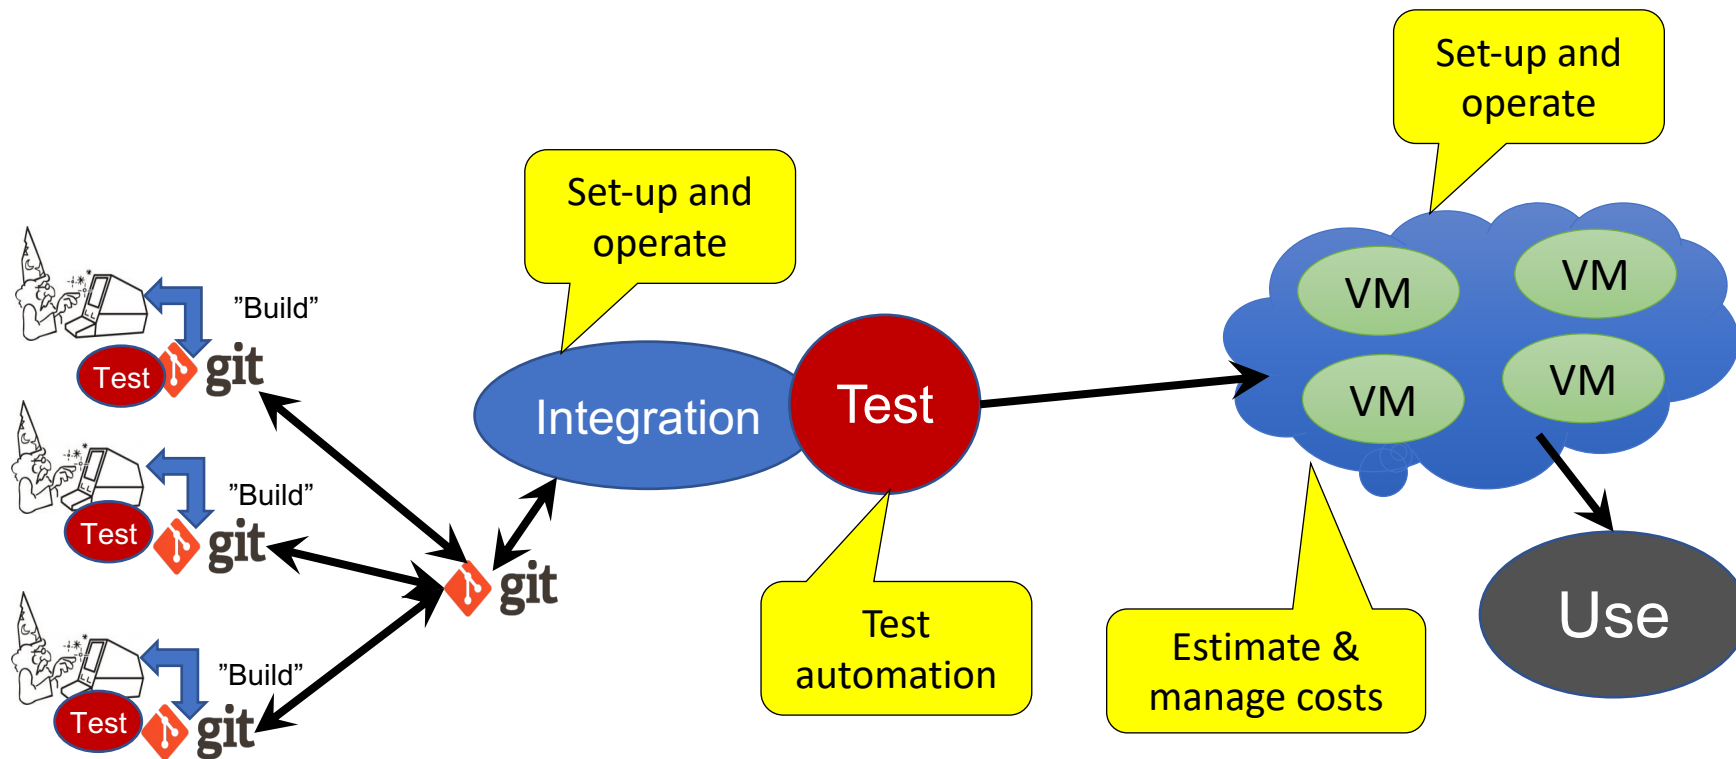 Set-up and
operate
Set-up and
operate
VM
VM
VM
VM
”Build”
Test
git
Integration
Test
”Build”
Test
git
git
”Build”
Test
git
Test
automation
Estimate &
manage costs
Use